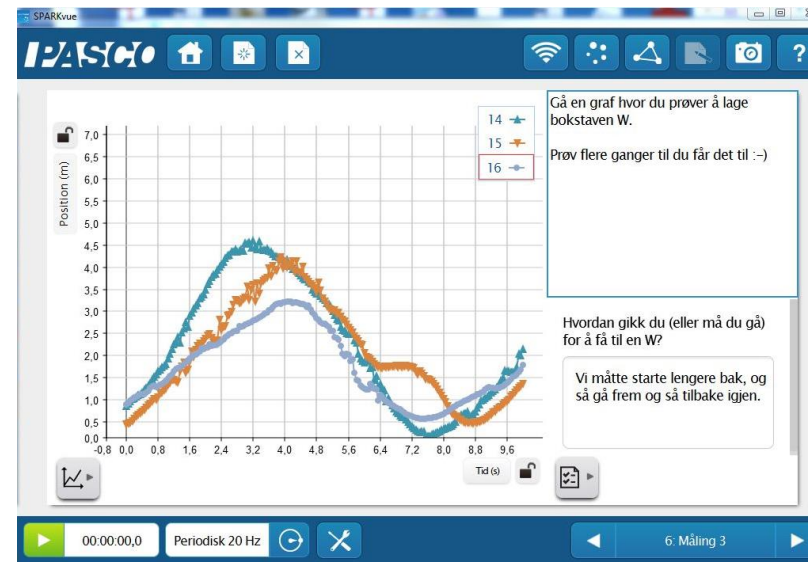 SPARKvue
PASCO
?
14
15
16
Position (m)
7,0
6,5
6,0
5,5
5,0
4,5
4,0
3,5
3,0
2,5
2,0
1,5
1,0
0,5
0,0
-0,8 0,0 0,8 1,6 2,4 3,2 4,0 4,8 5,6 6,4 7,2 8,0 8,8 9,6
Tid (s)
Gå en graf hvor du prøver å lage
bokstaven W.
Prøv flere ganger til du får det til :-)
Hvordan gikk du (eller må du gå)
for å få til en W?
Vi måtte starte lengere bak, og
så gå frem og så tilbake igjen.
00:00:00,0
Periodisk 20 Hz
6: Måling 3